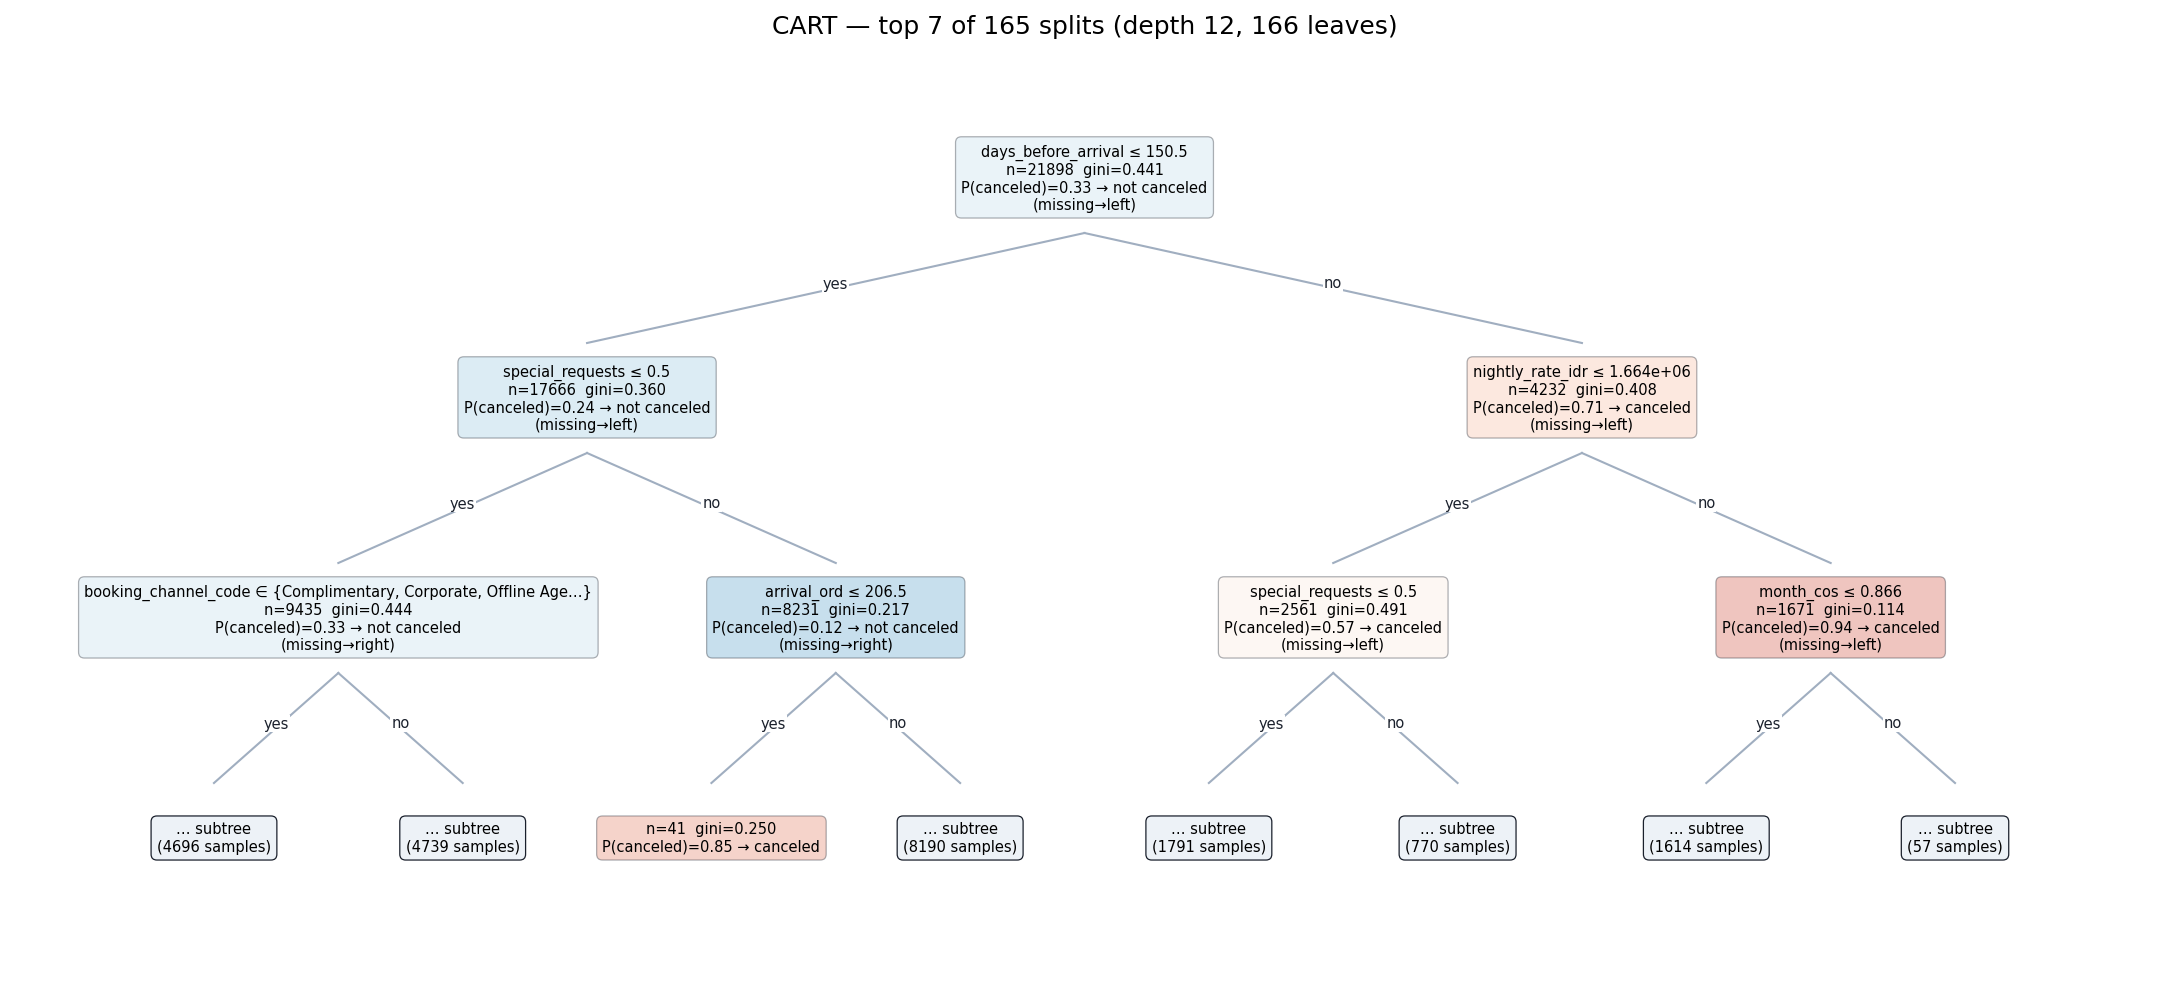 CART — top 7 of 165 splits (depth 12, 166 leaves)
days_before_arrival ≤ 150.5
n=21898  gini=0.441
P(canceled)=0.33 → not canceled
(missing→left)
yes
no
special_requests ≤ 0.5
n=17666  gini=0.360
P(canceled)=0.24 → not canceled
(missing→left)
nightly_rate_idr ≤ 1.664e+06
n=4232  gini=0.408
P(canceled)=0.71 → canceled
(missing→left)
yes
no
yes
no
booking_channel_code ∈ {Complimentary, Corporate, Offline Age...}
n=9435  gini=0.444
P(canceled)=0.33 → not canceled
(missing→right)
arrival_ord ≤ 206.5
n=8231  gini=0.217
P(canceled)=0.12 → not canceled
(missing→right)
special_requests ≤ 0.5
n=2561  gini=0.491
P(canceled)=0.57 → canceled
(missing→left)
month_cos ≤ 0.866
n=1671  gini=0.114
P(canceled)=0.94 → canceled
(missing→left)
yes
no
yes
no
yes
no
yes
no
... subtree
(4696 samples)
... subtree
(4739 samples)
n=41  gini=0.250
P(canceled)=0.85 → canceled
... subtree
(8190 samples)
... subtree
(1791 samples)
... subtree
(770 samples)
... subtree
(1614 samples)
... subtree
(57 samples)